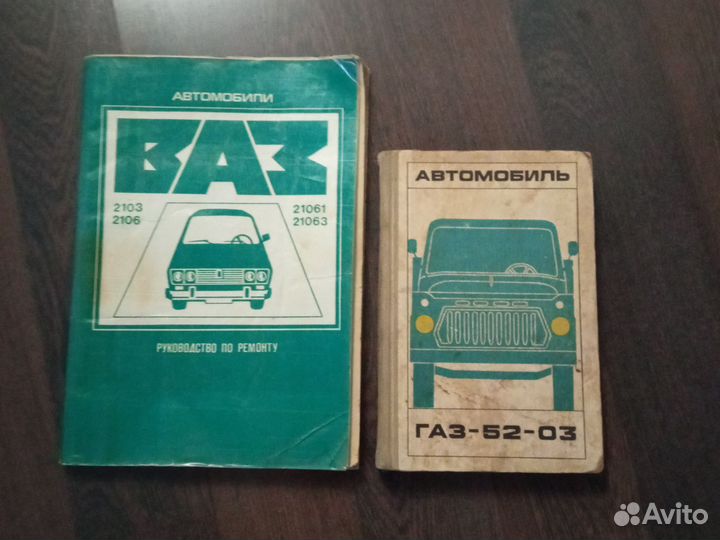 АВТОМОБИЛИ
ВАЗ
2103 21061
2106 21063
РУКОВОДСТВО ПО РЕМОНТУ
АВТОМОБИЛЬ
ГАЗ-52-03
Avito